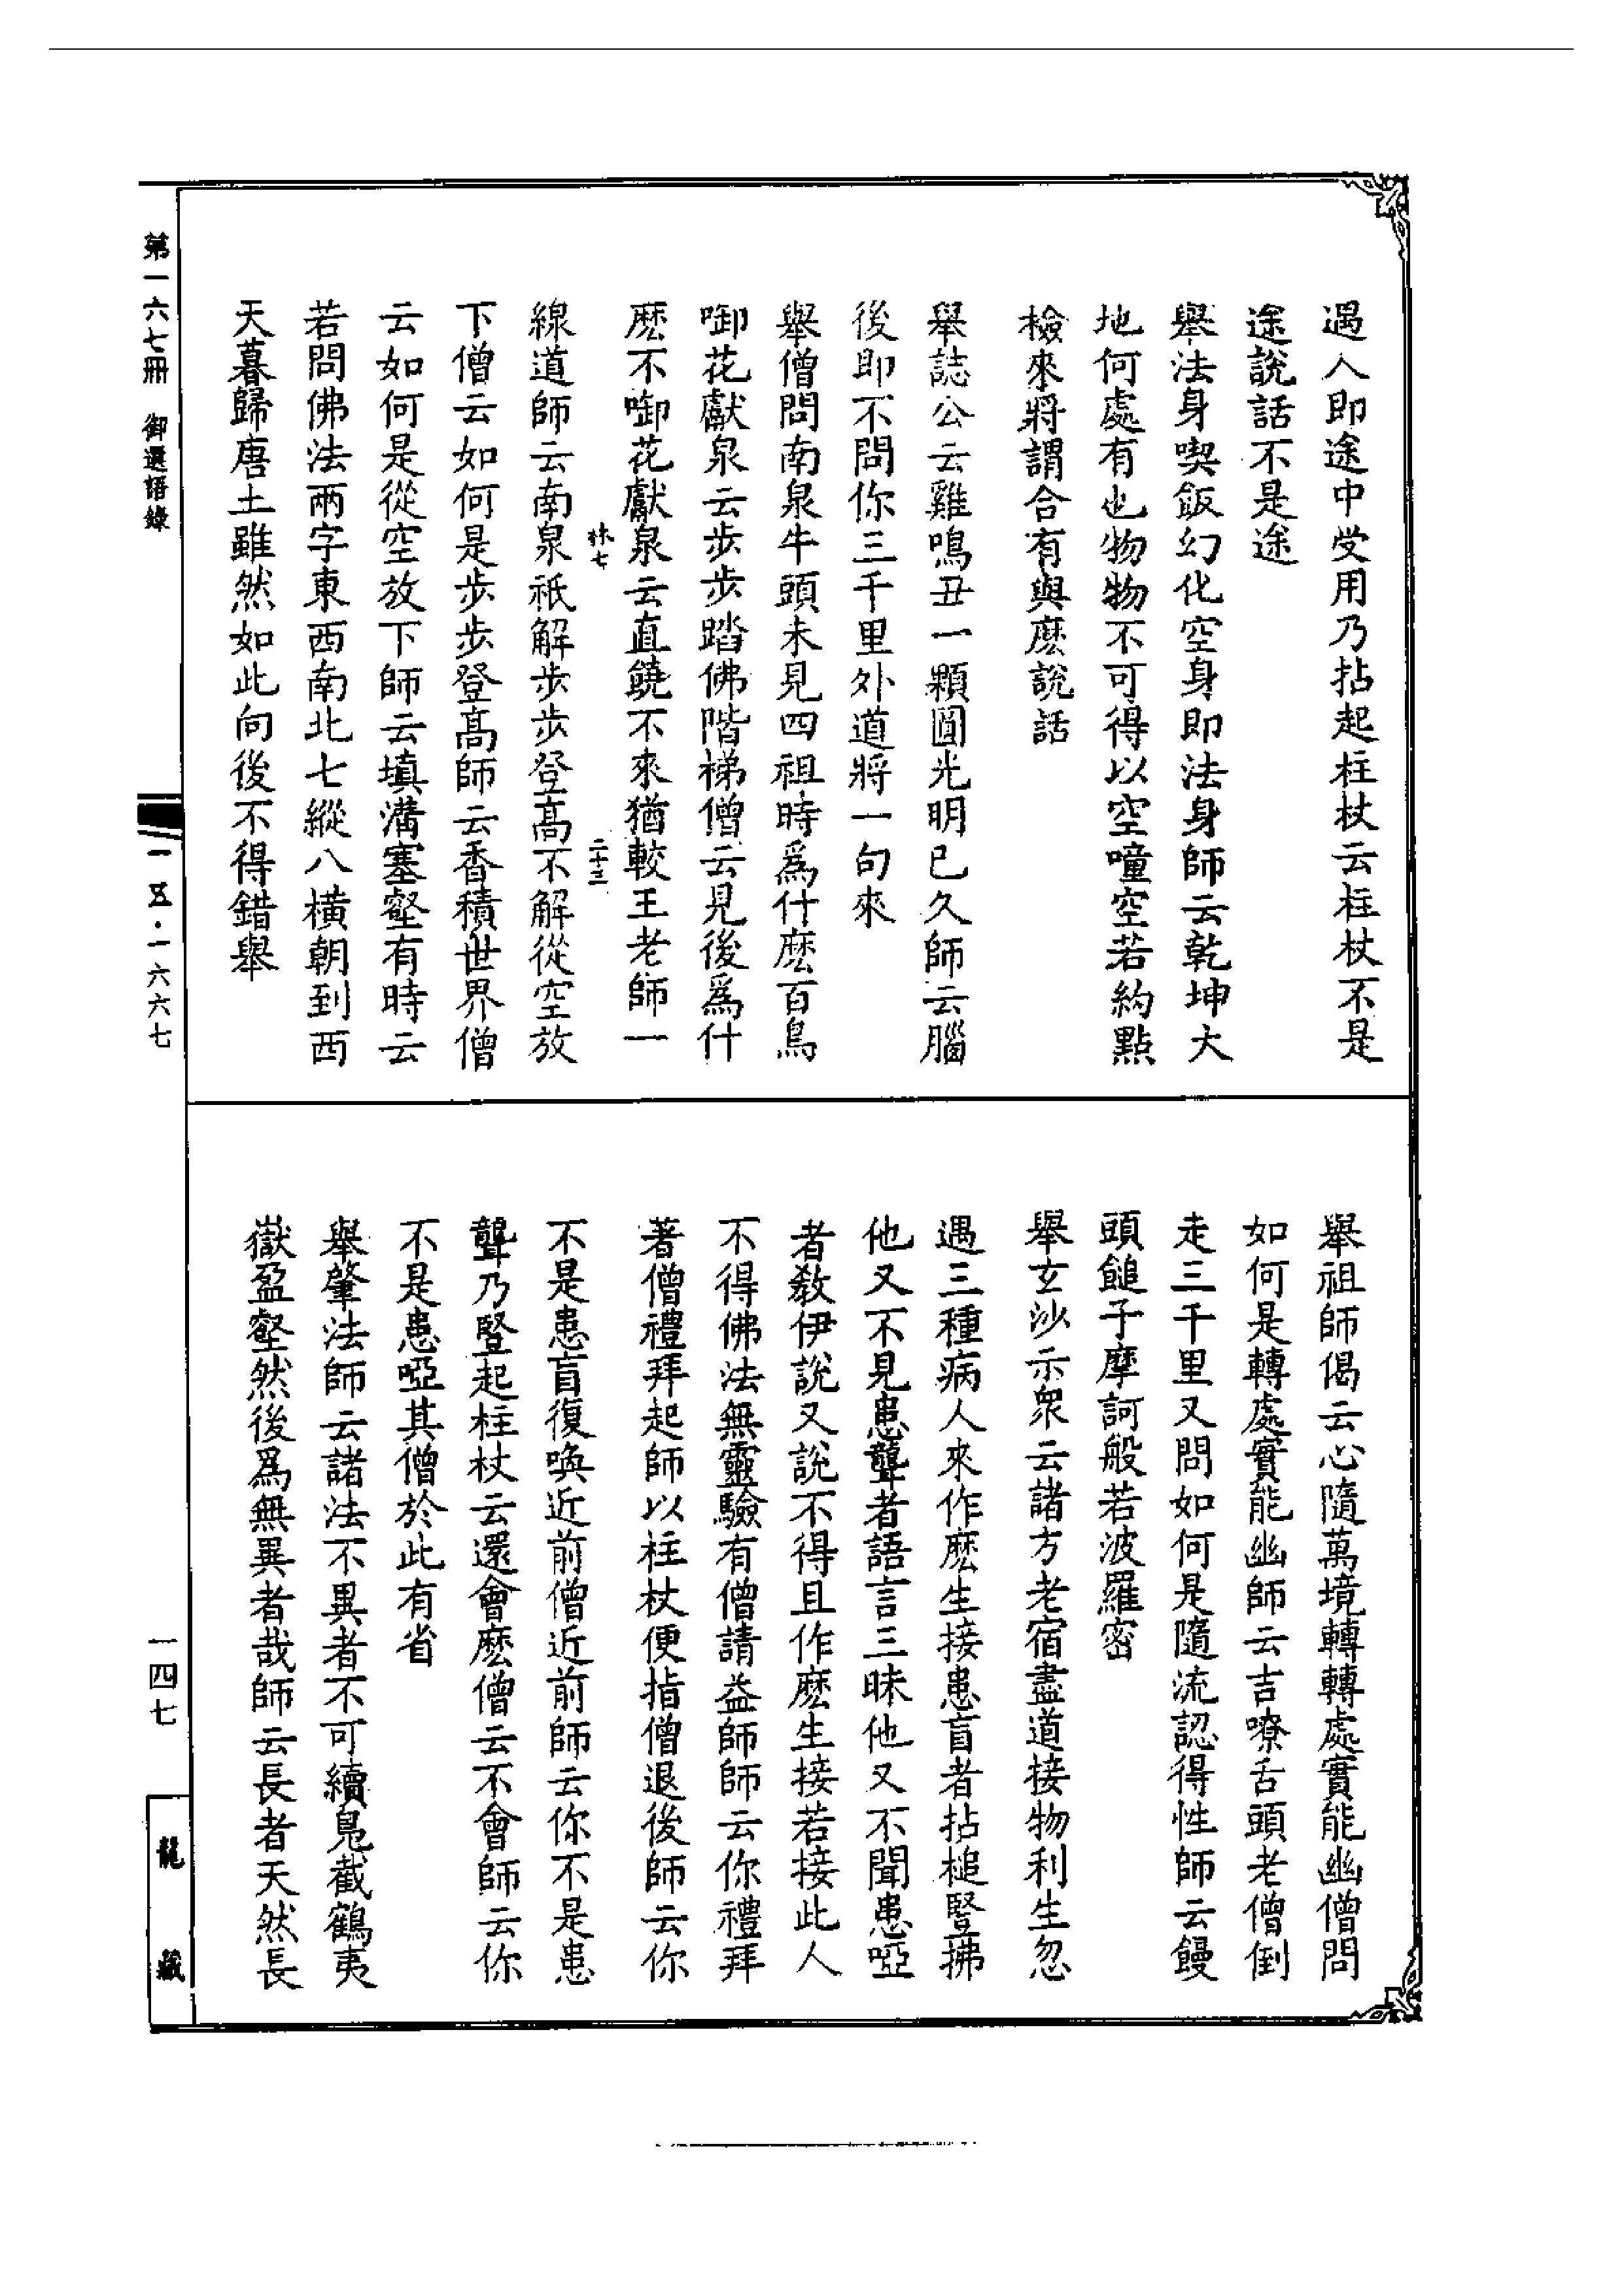 遇人即途中受用乃拈起柱杖云柱杖不是
途說話不是途
舉法身喫飯幻化空身即法身師云乾坤大
地何處有也物物不可得以空噇空若約點
檢來將謂合有與麽說話
舉誌公云雞鳴丑一顆圓光明已久師云腦
後即不問你三千里外道將一句來
舉僧問南泉牛頭未見四祖時爲什麽百鳥
啣花獻泉云步步踏佛階梯僧云見後爲什
麽不啣花獻泉云直饒不來猶較王老師一
林七
二十三
線道師云南泉祇解步步登高不解從空放
下僧云如何是步步登高師云香積世界僧
云如何是從空放下師云填溝塞壑有時云
若問佛法兩字東西南北七縱八橫朝到西
天暮歸唐土雖然如此向後不得錯舉
舉祖師偈云心隨萬境轉轉處實能幽僧問
如何是轉處實能幽師云吉嘹舌頭老僧倒
走三千里又問如何是隨流認得性師云饅
頭䭔子摩訶般若波羅密
舉玄沙示衆云諸方老宿盡道接物利生忽
遇三種病人來作麽生接患盲者拈槌豎拂
他又不見患聾者語言三昧他又不聞患啞
者敎伊說又說不得且作麽生接若接此人
不得佛法無靈驗有僧請益師師云你禮拜
著僧禮拜起師以柱杖便指僧退後師云你
不是患盲復喚近前僧近前師云你不是患
聾乃豎起柱杖云還會麽僧云不會師云你
不是患啞其僧於此有省
舉肇法師云諸法不異者不可續鳧截鶴夷
嶽盈壑然後爲無異者哉師云長者天然長
第一六七冊 御選語錄
一五·一六六七
一四七
龍藏